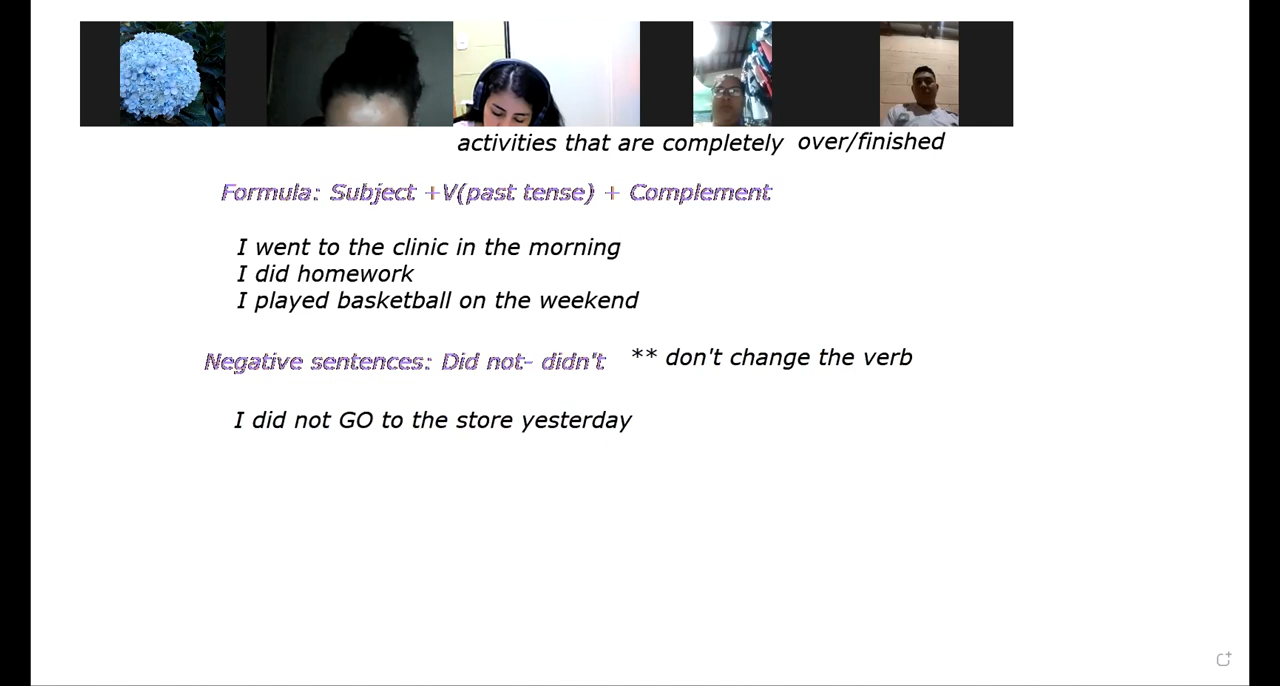 activities that are completely over/finished
Formula: Subject +V(past tense) + Complement
I went to the clinic in the morning
I did homework
I played basketball on the weekend
Negative sentences: Did not- didn't ** don't change the verb
I did not GO to the store yesterday